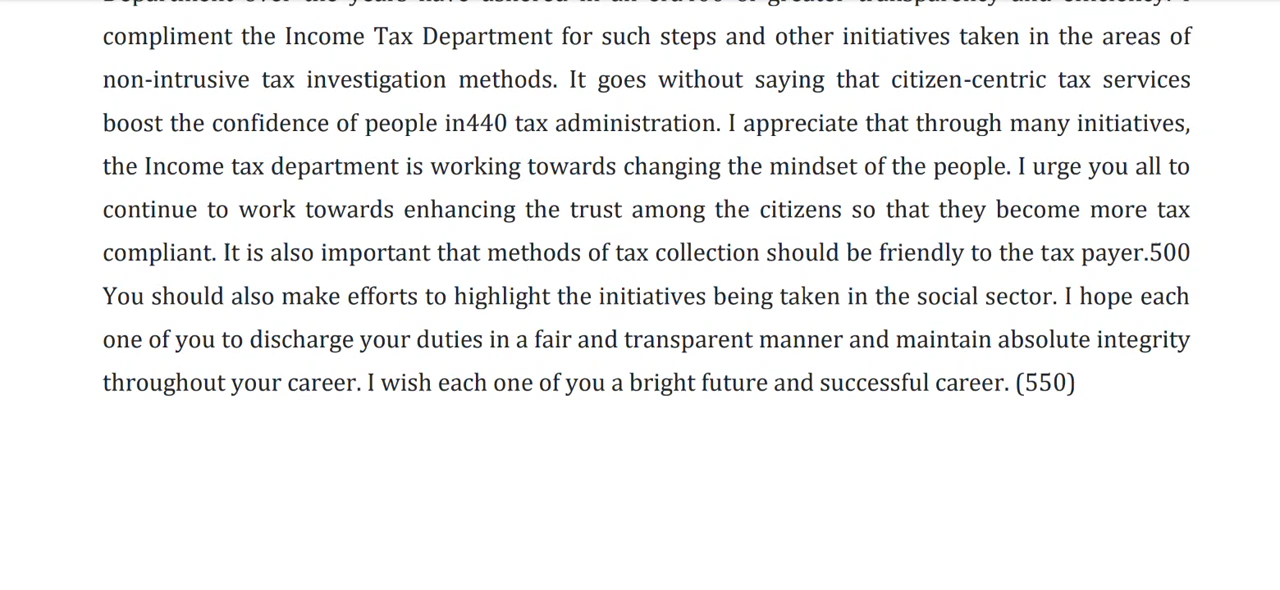 compliment the Income Tax Department for such steps and other initiatives taken in the areas of
non-intrusive tax investigation methods. It goes without saying that citizen-centric tax services
boost the confidence of people in440 tax administration. I appreciate that through many initiatives,
the Income tax department is working towards changing the mindset of the people. I urge you all to
continue to work towards enhancing the trust among the citizens so that they become more tax
compliant. It is also important that methods of tax collection should be friendly to the tax payer.500
You should also make efforts to highlight the initiatives being taken in the social sector. I hope each
one of you to discharge your duties in a fair and transparent manner and maintain absolute integrity
throughout your career. I wish each one of you a bright future and successful career. (550)